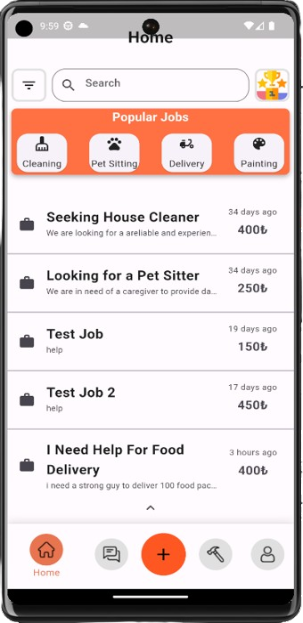 9:59
Home
Search
Popular Jobs
Cleaning
Pet Sitting
Delivery
Painting
Seeking House Cleaner
34 days ago
We are looking for a areliable and experien...
400₺
Looking for a Pet Sitter
34 days ago
We are in need of a caregiver to provide da...
250₺
Test Job
19 days ago
help
150₺
Test Job 2
17 days ago
help
450₺
I Need Help For Food
Delivery
3 hours ago
400₺
i need a strong guy to deliver 100 food pac...
Home